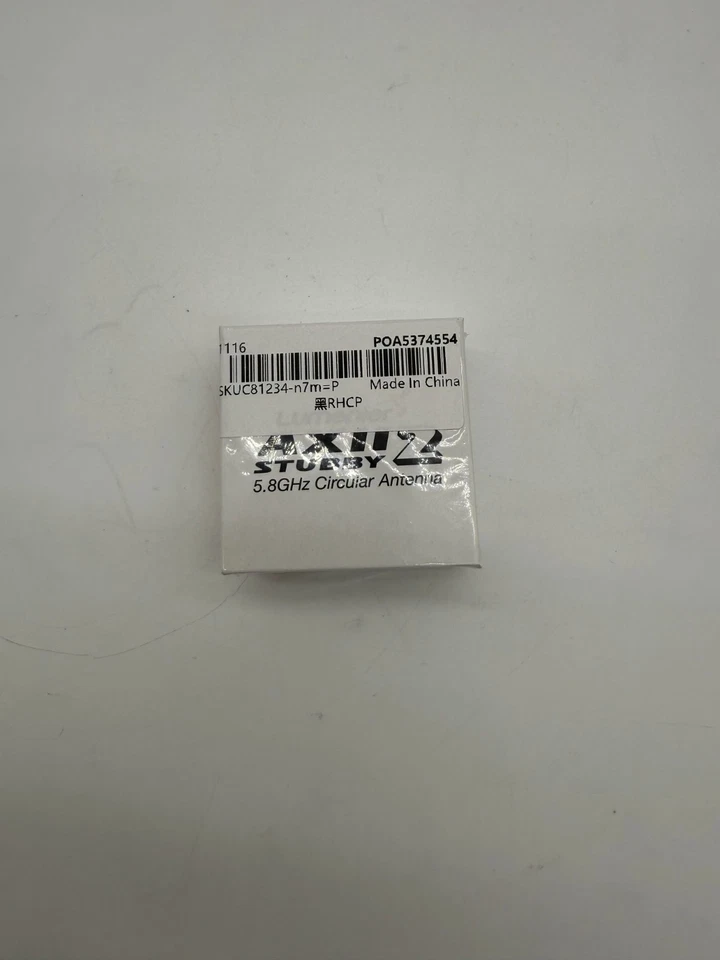 1116 POA5374554
SKUC81234-n7m=P Made In China
黑RHCP
Lumenier
AXII 2
STUBBY
5.8GHz Circular Antenna